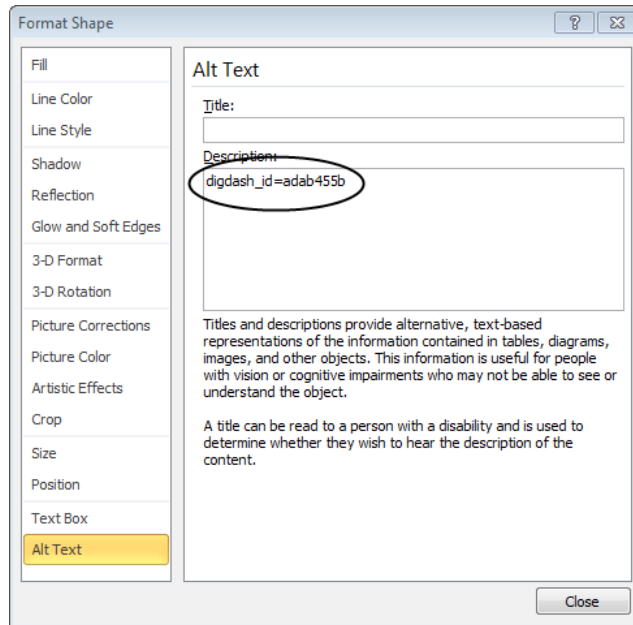 Format Shape
Fill
Line Color
Line Style
Shadow
Reflection
Glow and Soft Edges
3-D Format
3-D Rotation
Picture Corrections
Picture Color
Artistic Effects
Crop
Size
Position
Text Box
Alt Text
Alt Text
Title:
Description:
digdash_id=adab455b
Titles and descriptions provide alternative, text-based
representations of the information contained in tables, diagrams,
images, and other objects. This information is useful for people
with vision or cognitive impairments who may not be able to see or
understand the object.
A title can be read to a person with a disability and is used to
determine whether they wish to hear the description of the
content.
Close